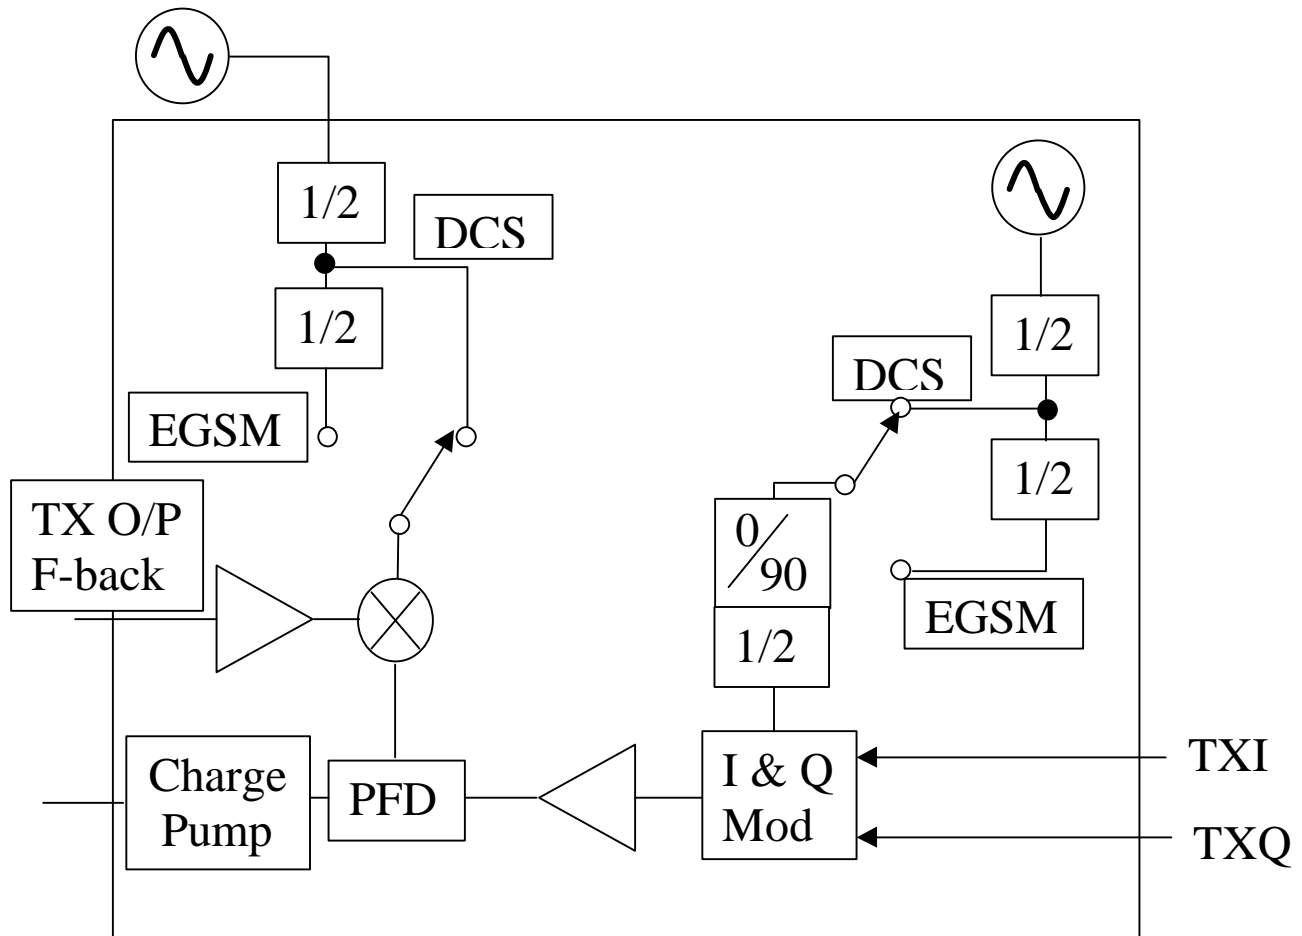 1/2
DCS
1/2
EGSM
TX O/P
F-back
1/2
DCS
1/2
0/90
1/2
EGSM
Charge
Pump
PFD
I & Q
Mod
TXI
TXQ